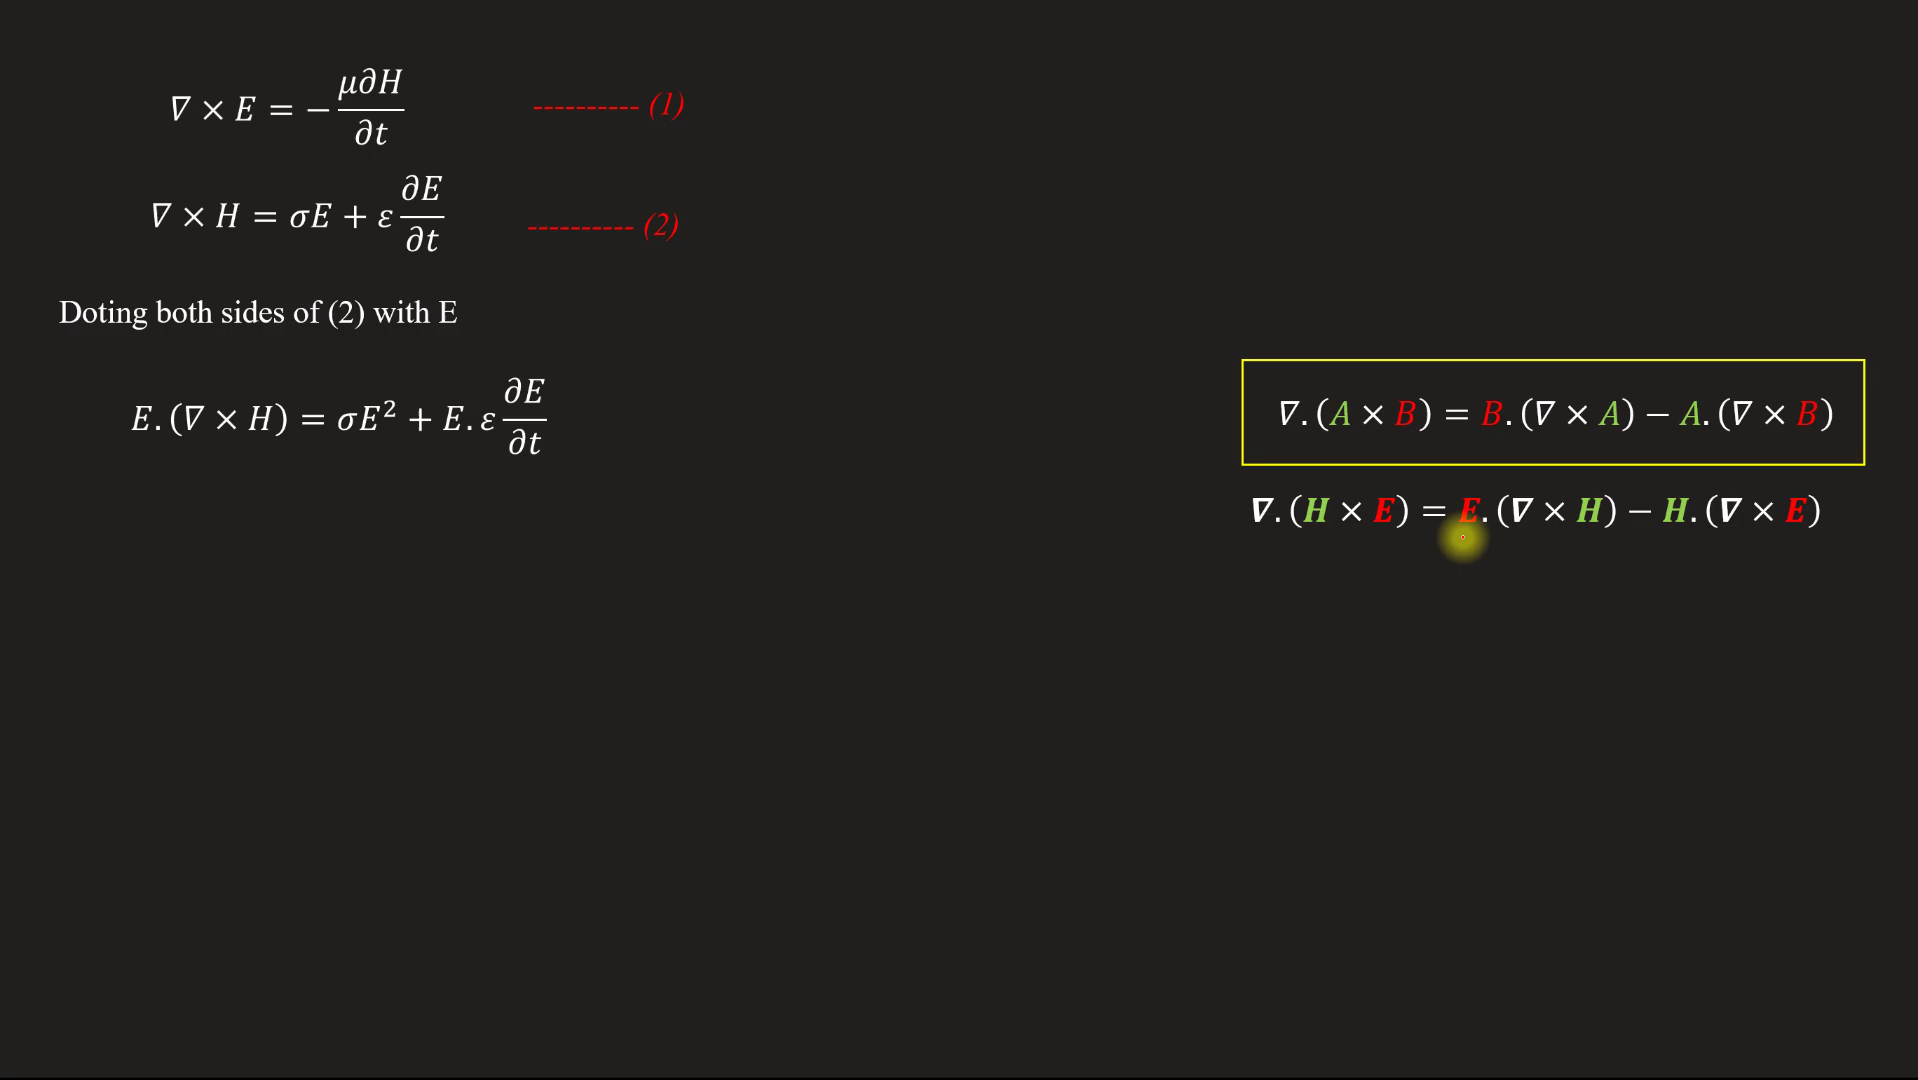 ∇ × E = − μ∂H/∂t ---------- (1)
∇ × H = σE + ε ∂E/∂t ---------- (2)
Doting both sides of (2) with E
E.(∇ × H) = σE² + E.ε ∂E/∂t
∇.(A × B) = B.(∇ × A) − A.(∇ × B)
∇.(H × E) = E.(∇ × H) − H.(∇ × E)